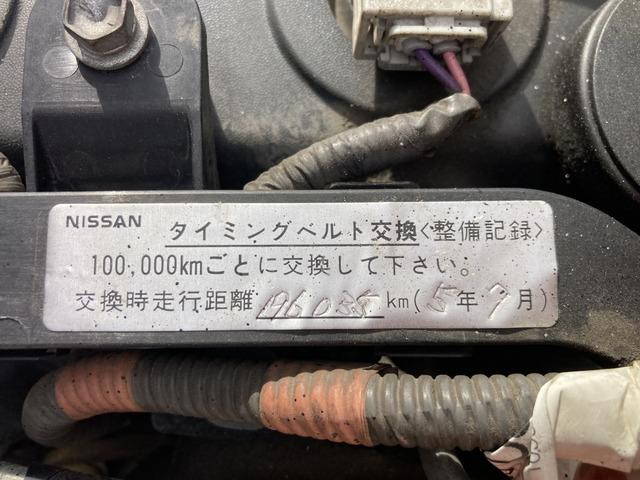 NISSAN タイミングベルト交換〈整備記録〉
100,000kmごとに交換して下さい。
交換時走行距離 196035 km(5年7月)